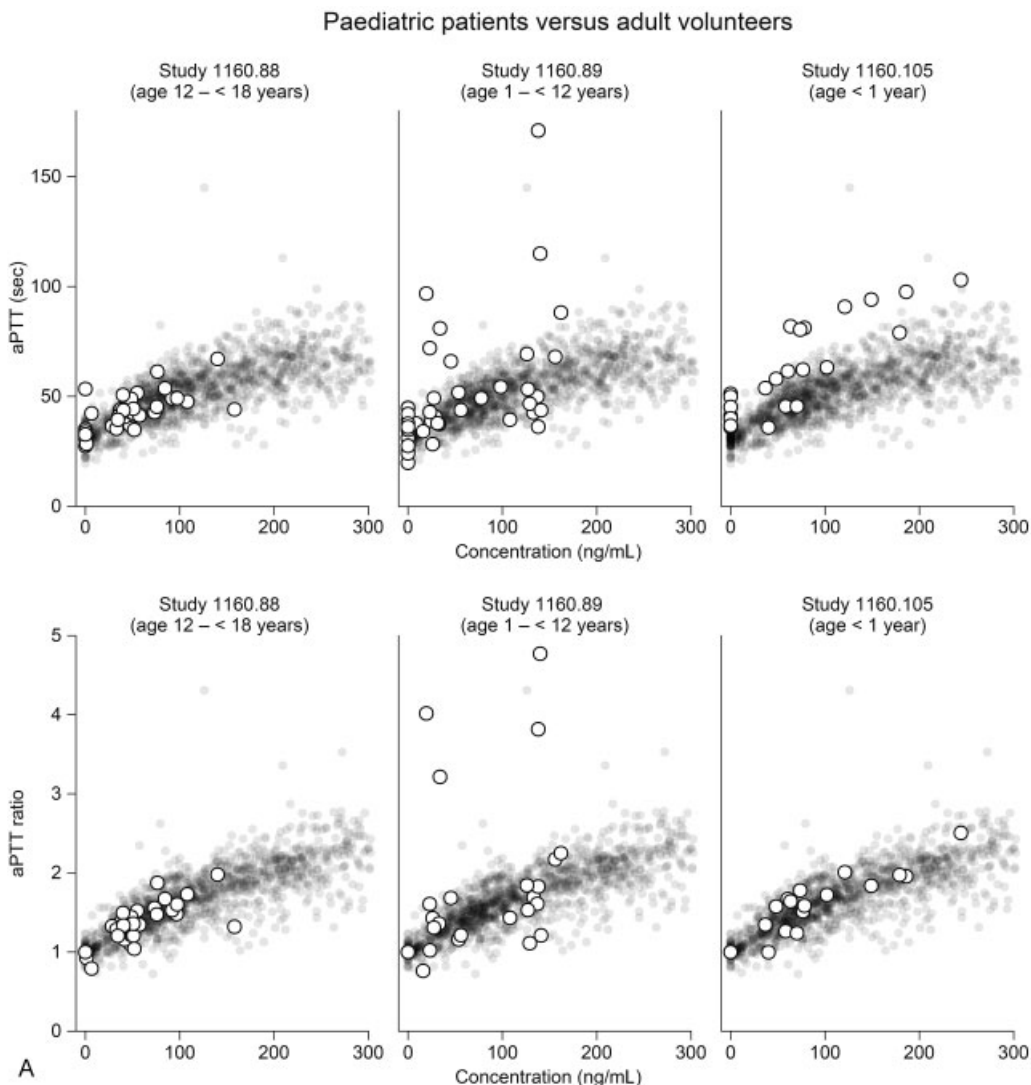 Paediatric patients versus adult volunteers
Study 1160.88
(age 12 – < 18 years)
Study 1160.89
(age 1 – < 12 years)
Study 1160.105
(age < 1 year)
aPTT (sec)
150
100
50
0
0 100 200 300
0 100 200 300
0 100 200 300
Concentration (ng/mL)
Study 1160.88
(age 12 – < 18 years)
Study 1160.89
(age 1 – < 12 years)
Study 1160.105
(age < 1 year)
aPTT ratio
5
4
3
2
1
0
0 100 200 300
0 100 200 300
0 100 200 300
Concentration (ng/mL)
A